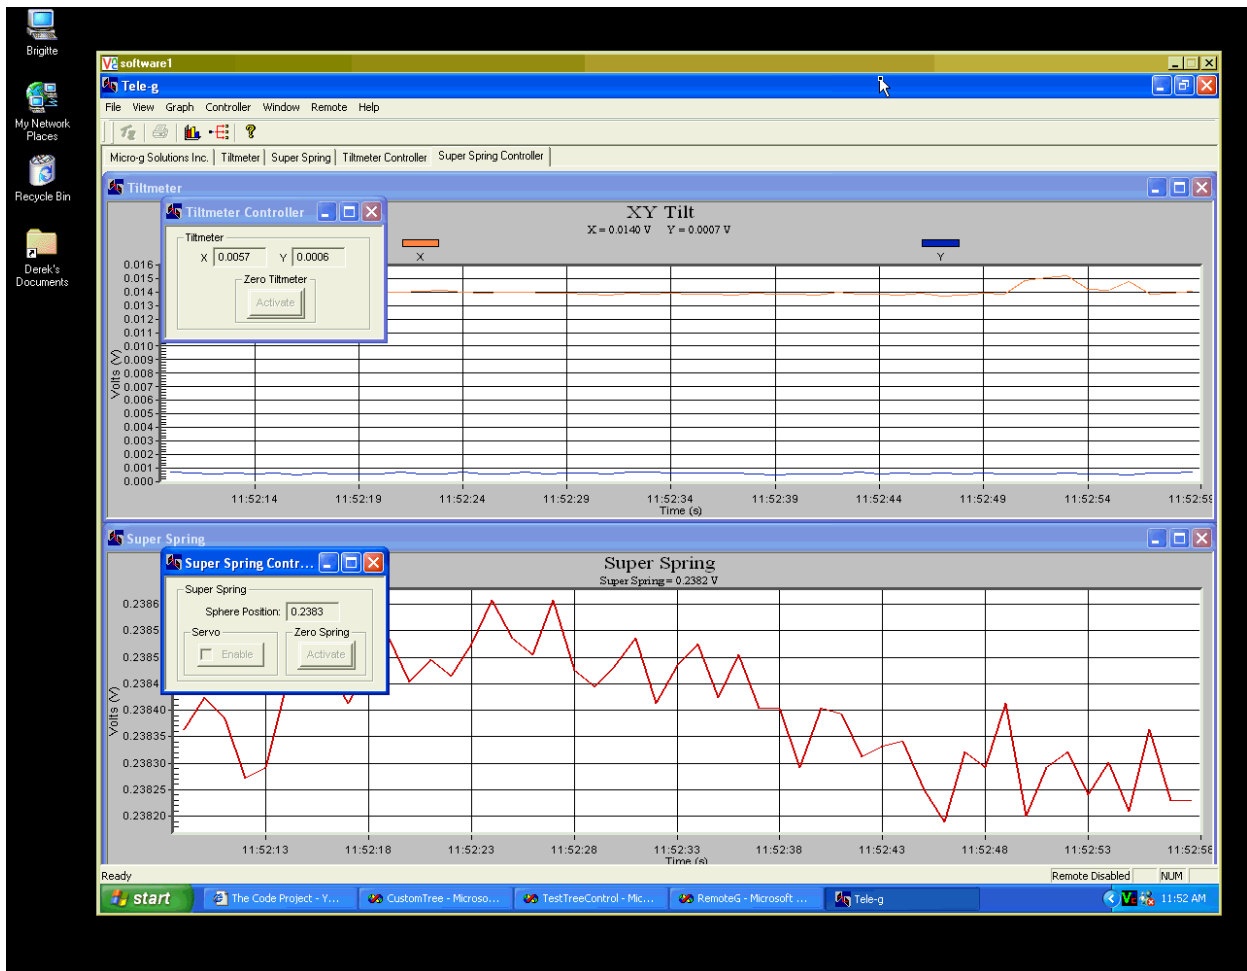 Brigitte
My Network
Places
Recycle Bin
Derek's
Documents
V2 software1
Tele-g
File View Graph Controller Window Remote Help
Micro-g Solutions Inc. Tiltmeter Super Spring Tiltmeter Controller Super Spring Controller
Tiltmeter
Tiltmeter Controller
Tiltmeter
X 0.0057 Y 0.0006
Zero Tiltmeter
Activate
XY Tilt
X = 0.0140 V Y = 0.0007 V
X Y
0.016
0.015
0.014
0.013
0.012
0.011
0.010
0.009
0.008
0.007
0.006
0.005
0.004
0.003
0.002
0.001
0.000
Volts (V)
11:52:14 11:52:19 11:52:24 11:52:29 11:52:34 11:52:39 11:52:44 11:52:49 11:52:54 11:52:59
Time (s)
Super Spring
Super Spring Contr...
Super Spring
Sphere Position: 0.2383
Servo Zero Spring
Enable Activate
Super Spring
Super Spring = 0.2382 V
0.2386
0.2385
0.2385
0.2384
0.23840
0.23835
0.23830
0.23825
0.23820
Volts (V)
11:52:13 11:52:18 11:52:23 11:52:28 11:52:33 11:52:38 11:52:43 11:52:48 11:52:53 11:52:58
Time (s)
Ready Remote Disabled NUM
start The Code Project - Y... CustomTree - Microso... TestTreeControl - Mic... RemoteG - Microsoft ... Tele-g 11:52 AM